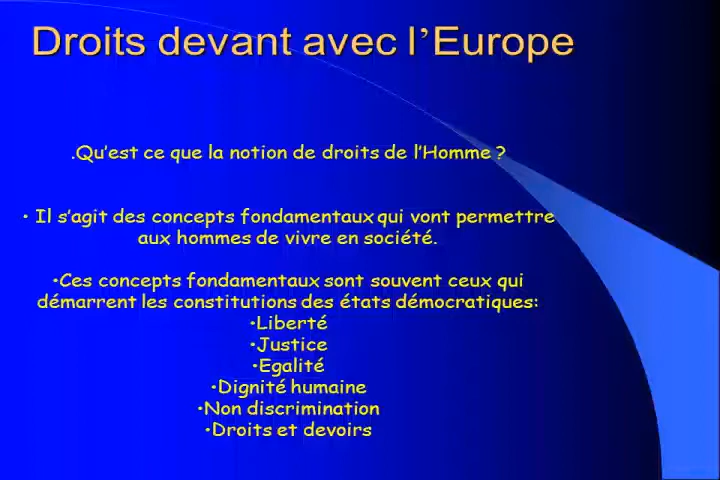 Droits devant avec l’Europe
.Qu’est ce que la notion de droits de l’Homme ?
• Il s’agit des concepts fondamentaux qui vont permettre
aux hommes de vivre en société.
•Ces concepts fondamentaux sont souvent ceux qui
démarrent les constitutions des états démocratiques:
•Liberté
•Justice
•Egalité
•Dignité humaine
•Non discrimination
•Droits et devoirs